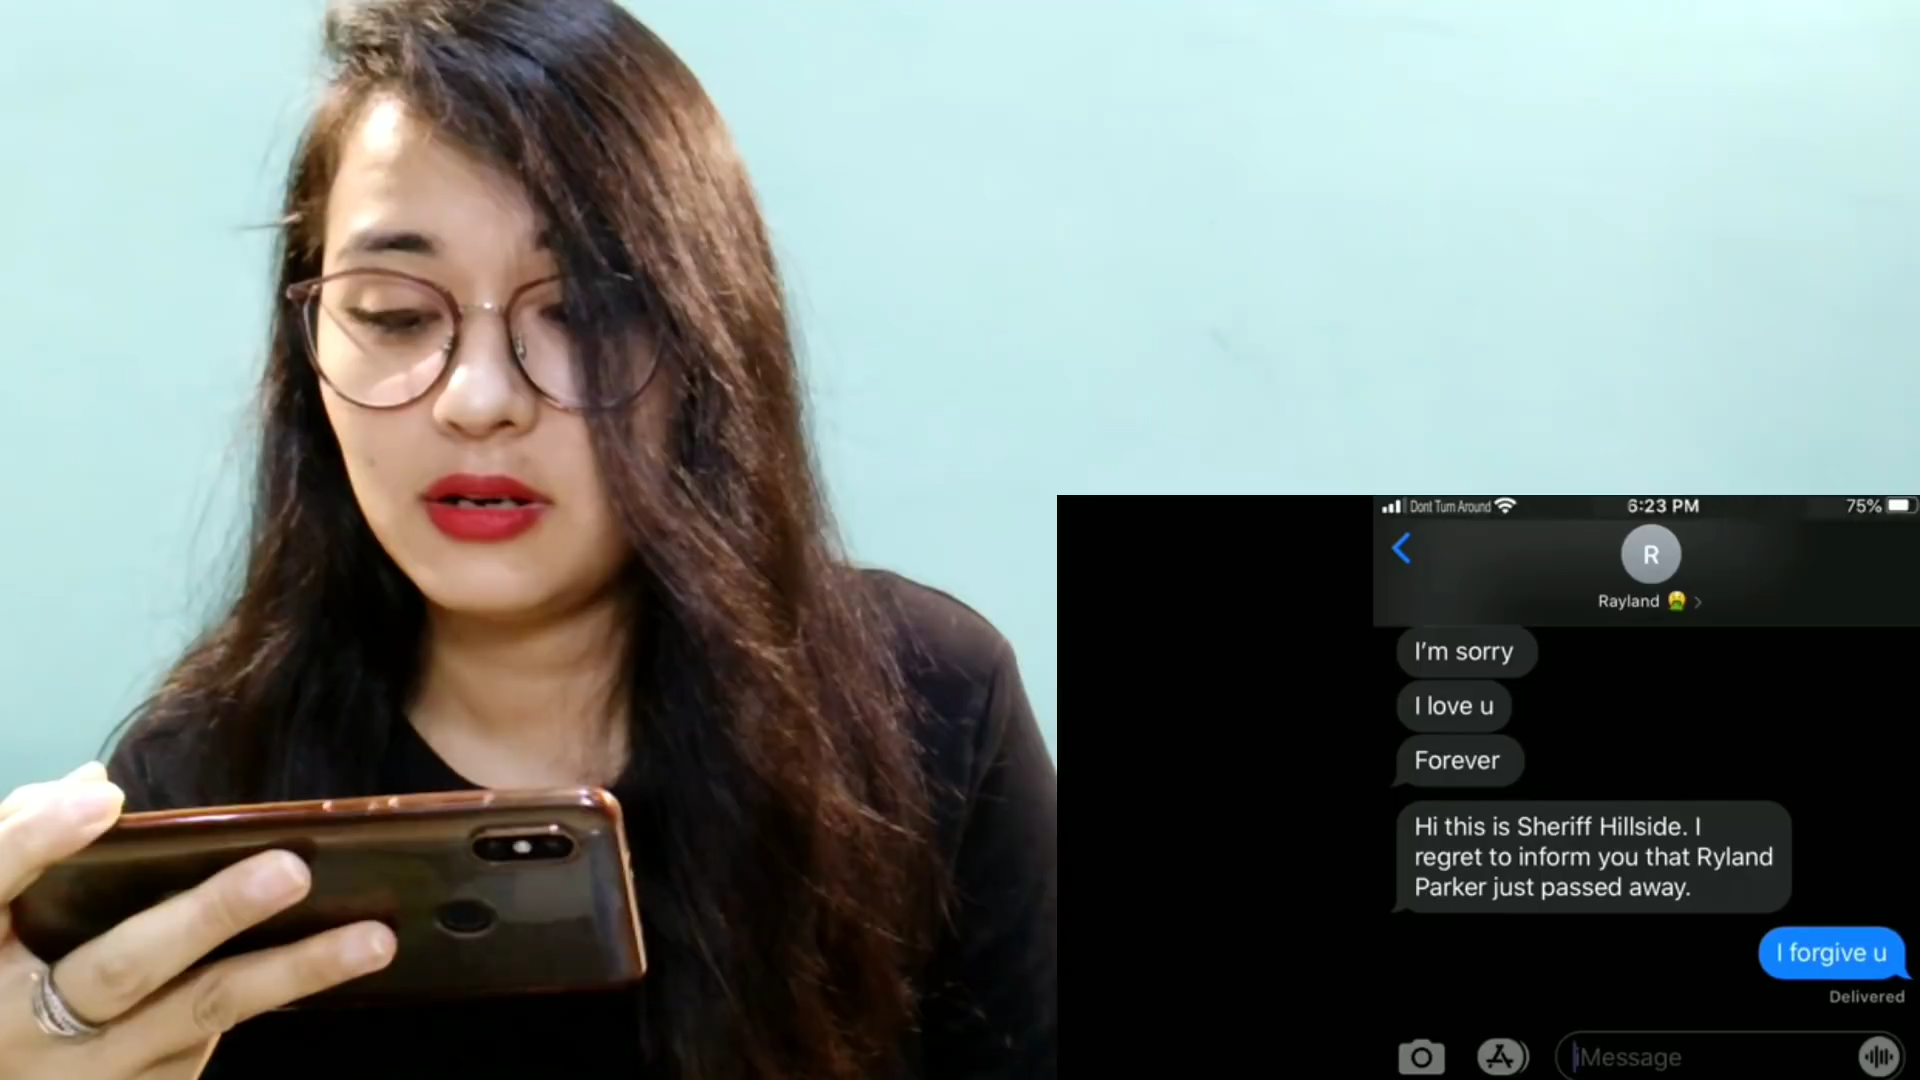 Dont Turn Around
6:23 PM
75%
R
Rayland
I'm sorry
I love u
Forever
Hi this is Sheriff Hillside. I
regret to inform you that Ryland
Parker just passed away.
I forgive u
Delivered
iMessage